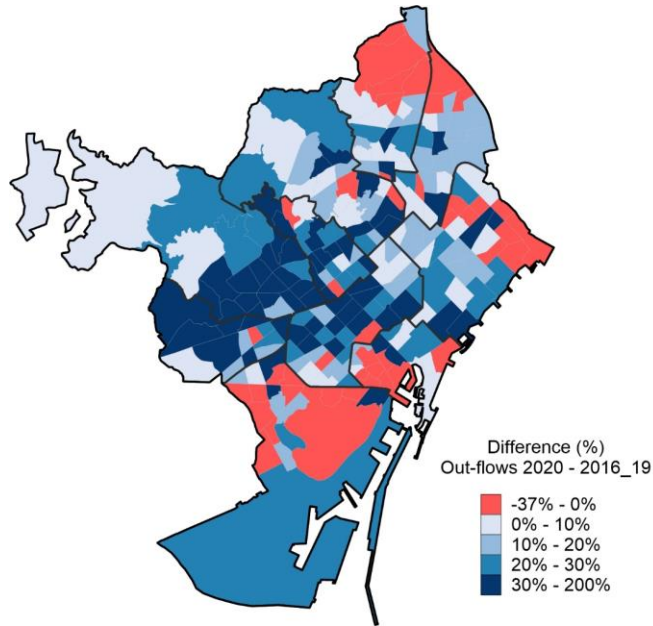 Difference (%)
Out-flows 2020 - 2016_19
-37% - 0%
0% - 10%
10% - 20%
20% - 30%
30% - 200%